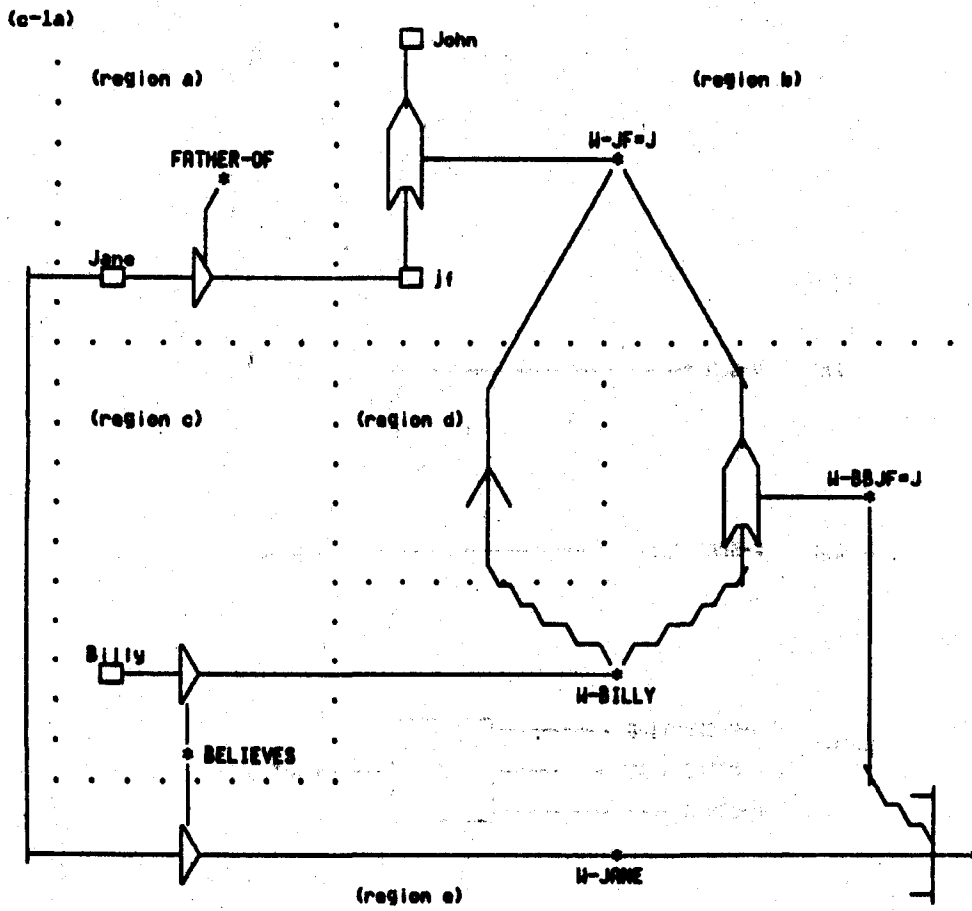 (c-1a)
John
(region a)
(region b)
FATHER-OF
*
W-JF=J
*
Jane
jf
(region c)
(region d)
W-BBJF=J
*
Billy
*
W-BILLY
* BELIEVES
*
W-JANE
(region e)